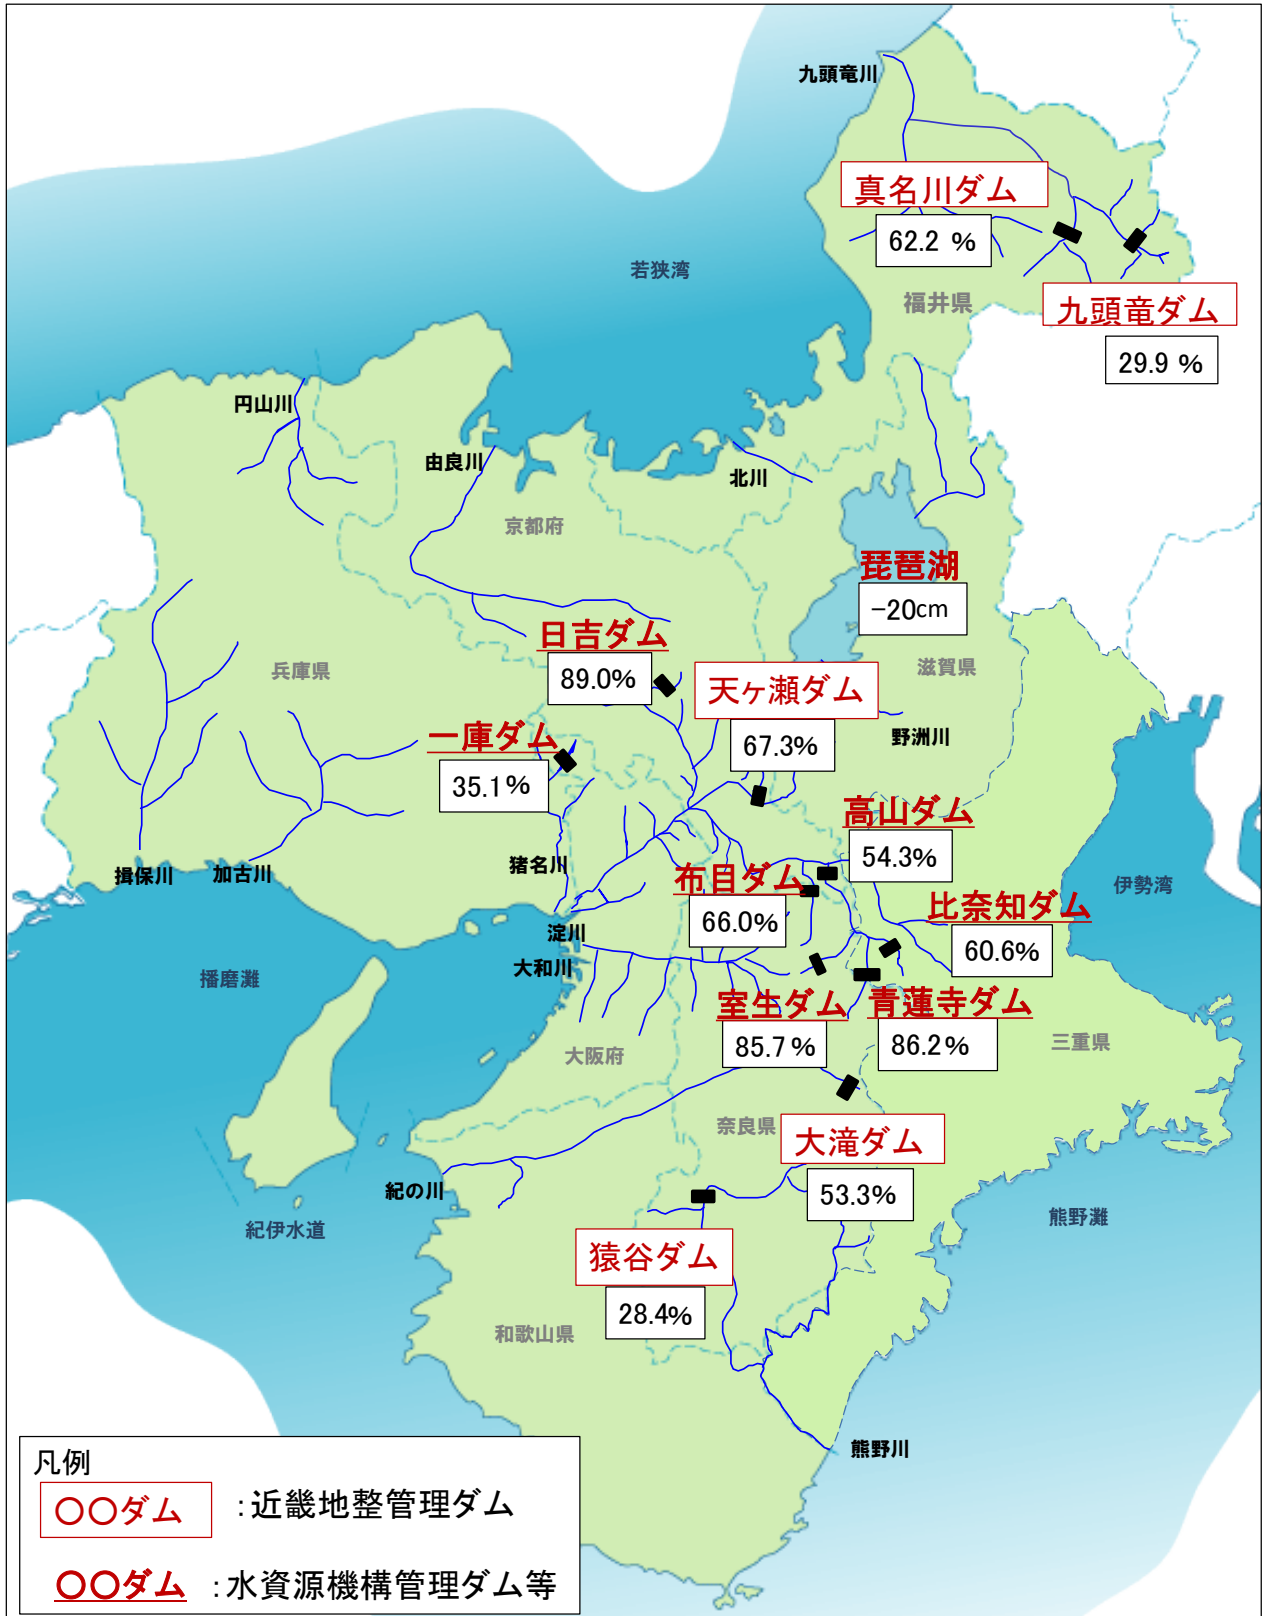 九頭竜川
真名川ダム
62.2 %
若狭湾
福井県
九頭竜ダム
29.9 %
円山川
由良川
北川
京都府
琵琶湖
-20cm
日吉ダム
89.0%
兵庫県
滋賀県
天ヶ瀬ダム
67.3%
野洲川
一庫ダム
35.1%
高山ダム
54.3%
猪名川
揖保川
加古川
布目ダム
66.0%
伊勢湾
比奈知ダム
60.6%
淀川
大和川
播磨灘
室生ダム
85.7%
青蓮寺ダム
86.2%
大阪府
三重県
奈良県
大滝ダム
53.3%
紀の川
紀伊水道
熊野灘
猿谷ダム
28.4%
和歌山県
熊野川
凡例
〇〇ダム :近畿地整管理ダム
〇〇ダム :水資源機構管理ダム等